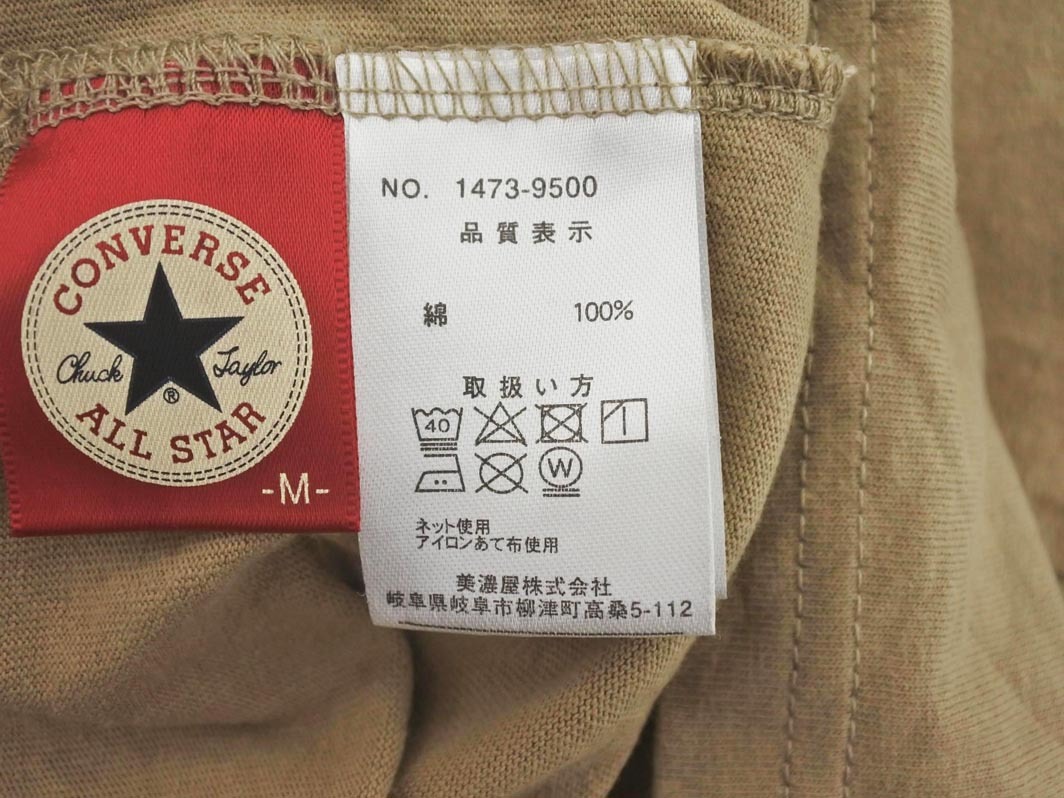 CONVERSE
Chuck Taylor
®
ALL STAR
-M-
NO. 1473-9500
品質表示
綿 100%
取扱い方
40
W
ネット使用
アイロンあて布使用
美濃屋株式会社
岐阜県岐阜市柳津町高桑5-112